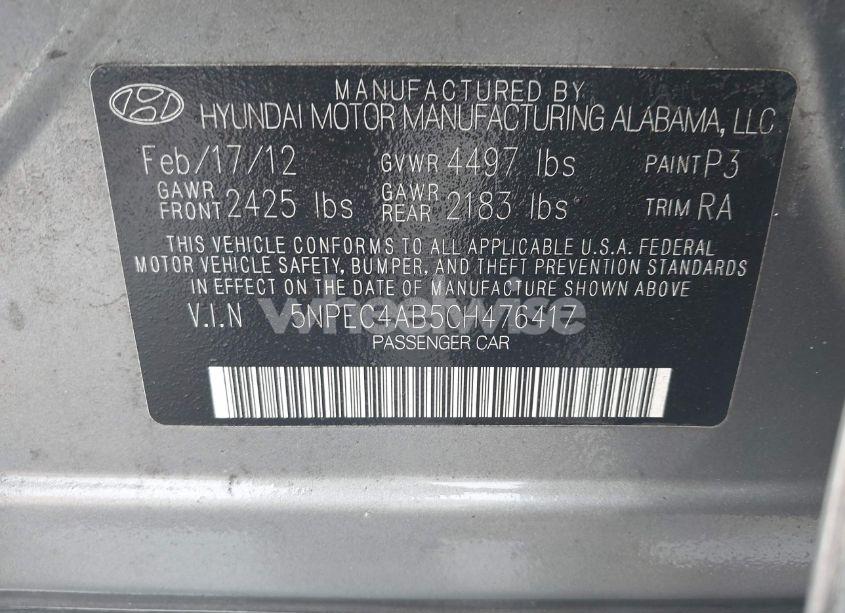 MANUFACTURED BY
HYUNDAI MOTOR MANUFACTURING ALABAMA, LLC
Feb/17/12 GVWR 4497 lbs PAINT P3
GAWR FRONT 2425 lbs GAWR REAR 2183 lbs TRIM RA
THIS VEHICLE CONFORMS TO ALL APPLICABLE U.S.A. FEDERAL
MOTOR VEHICLE SAFETY, BUMPER, AND THEFT PREVENTION STANDARDS
IN EFFECT ON THE DATE OF MANUFACTURE SHOWN ABOVE
V.I.N 5NPEC4AB5CH476417
wheelwise
PASSENGER CAR